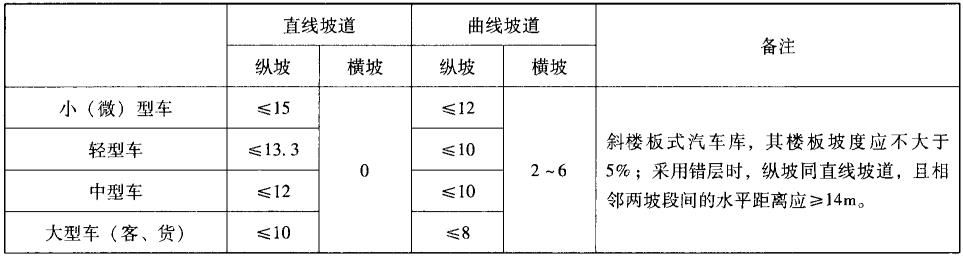 直线坡道 曲线坡道 备注
纵坡 横坡 纵坡 横坡
小（微）型车 ≤15 0 ≤12 2~6
轻型车 ≤13.3 ≤10
中型车 ≤12 ≤10
大型车（客、货） ≤10 ≤8
斜楼板式汽车库，其楼板坡度应不大于
5%；采用错层时，纵坡同直线坡道，且相
邻两坡段间的水平距离应≥14m。